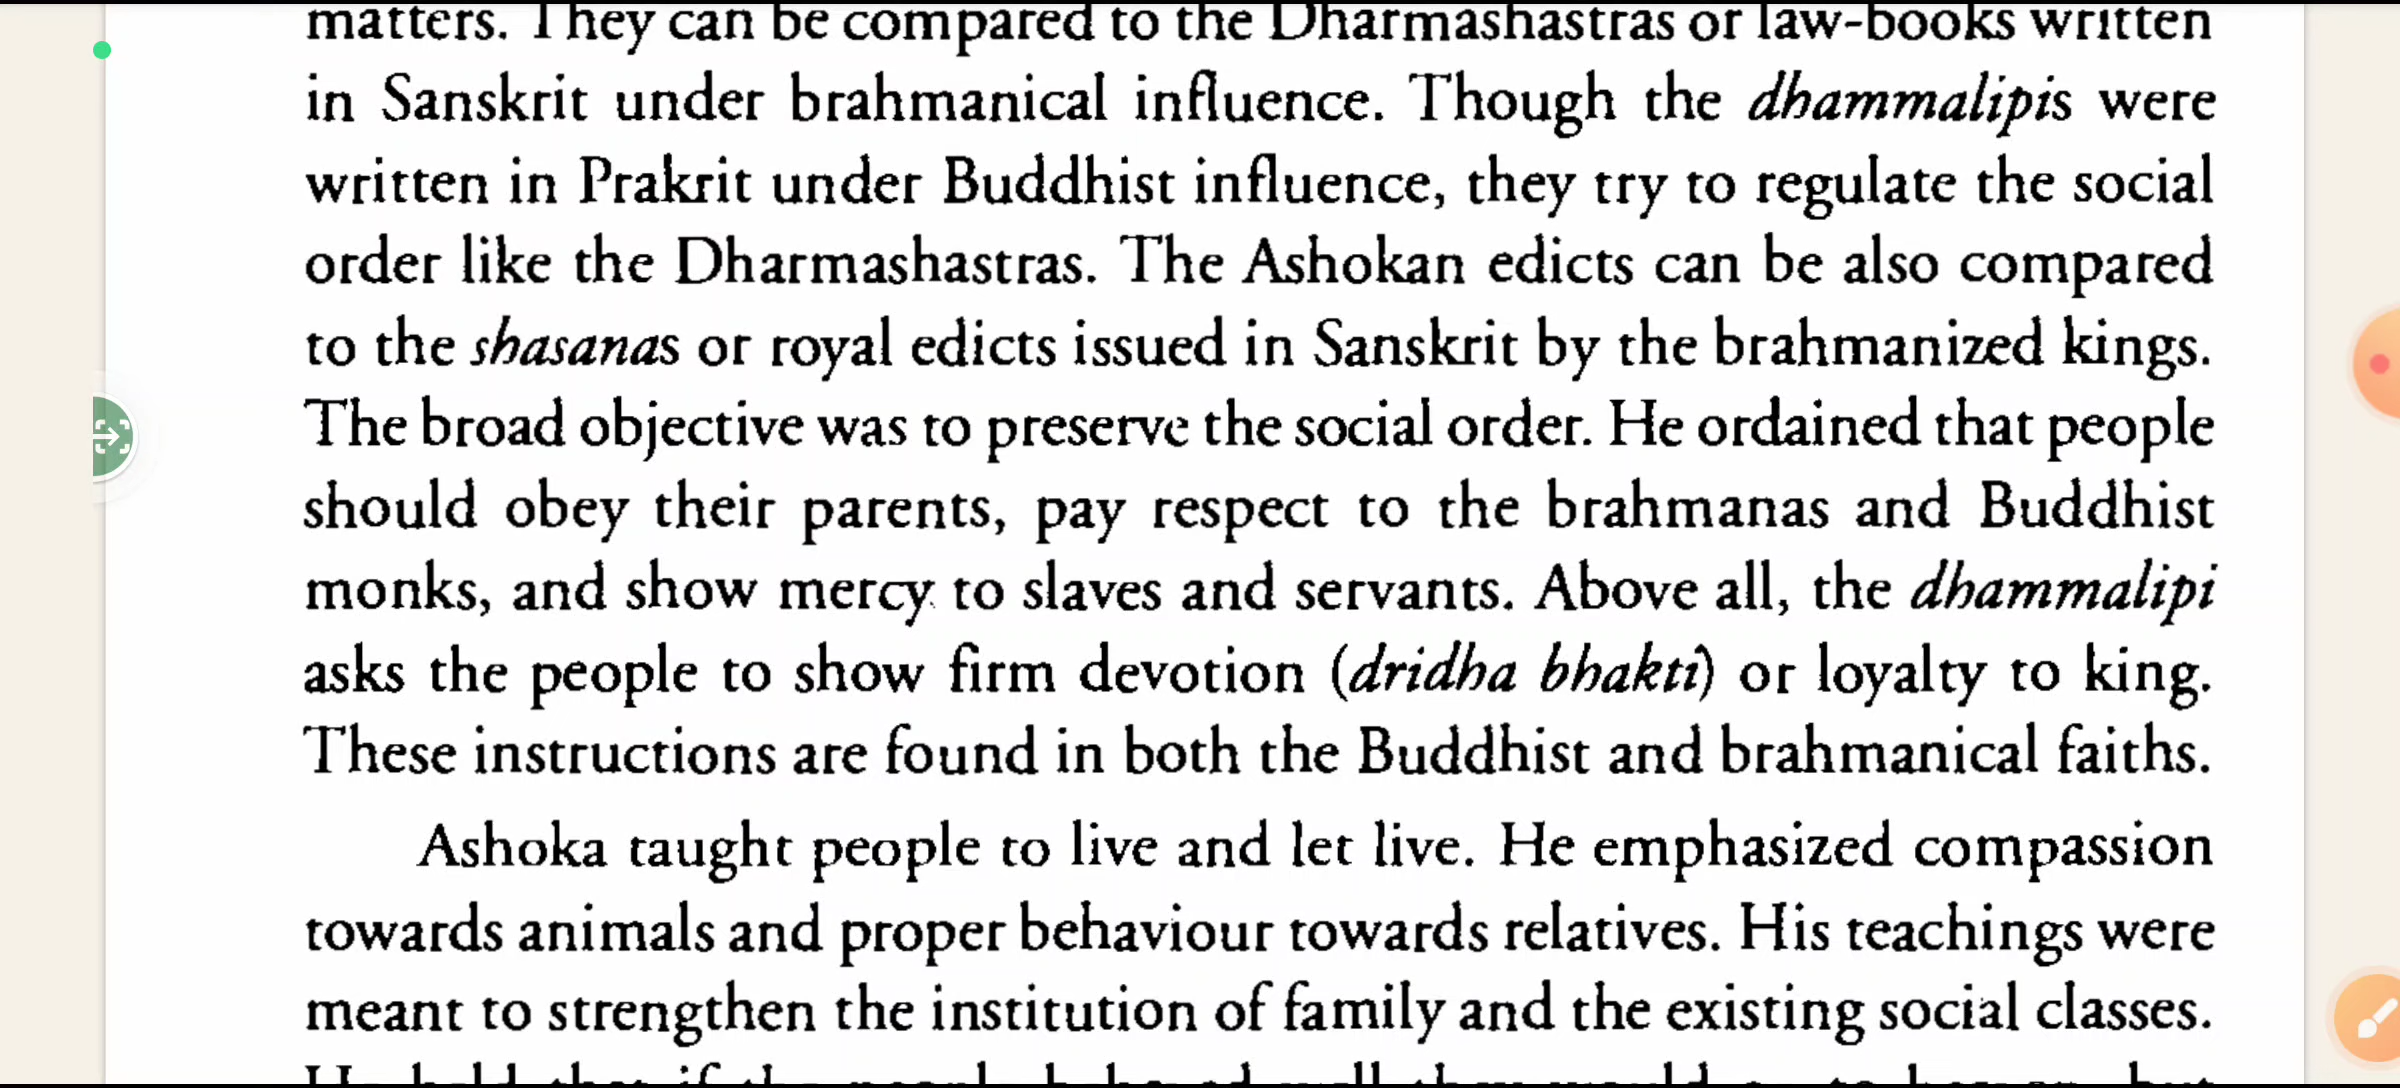 matters. They can be compared to the Dharmashastras or law-books written
in Sanskrit under brahmanical influence. Though the dhammalipis were
written in Prakrit under Buddhist influence, they try to regulate the social
order like the Dharmashastras. The Ashokan edicts can be also compared
to the shasanas or royal edicts issued in Sanskrit by the brahmanized kings.
The broad objective was to preserve the social order. He ordained that people
should obey their parents, pay respect to the brahmanas and Buddhist
monks, and show mercy to slaves and servants. Above all, the dhammalipi
asks the people to show firm devotion (dridha bhakti) or loyalty to king.
These instructions are found in both the Buddhist and brahmanical faiths.
Ashoka taught people to live and let live. He emphasized compassion
towards animals and proper behaviour towards relatives. His teachings were
meant to strengthen the institution of family and the existing social classes.